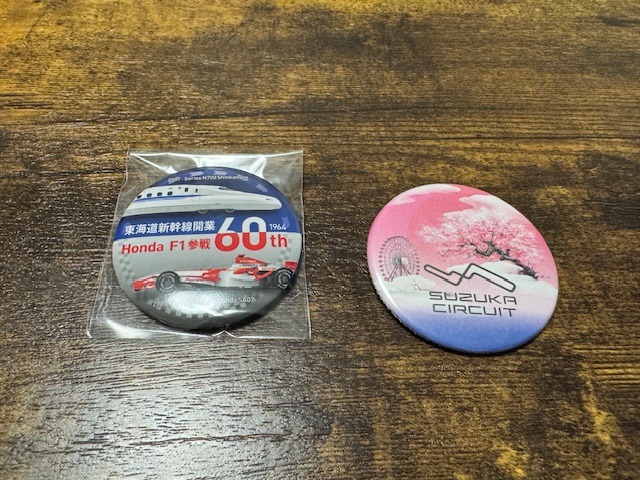 Series N700 Shinkansen
東海道新幹線開業
Honda F1参戦
60th
1964
SUZUKA
CIRCUIT